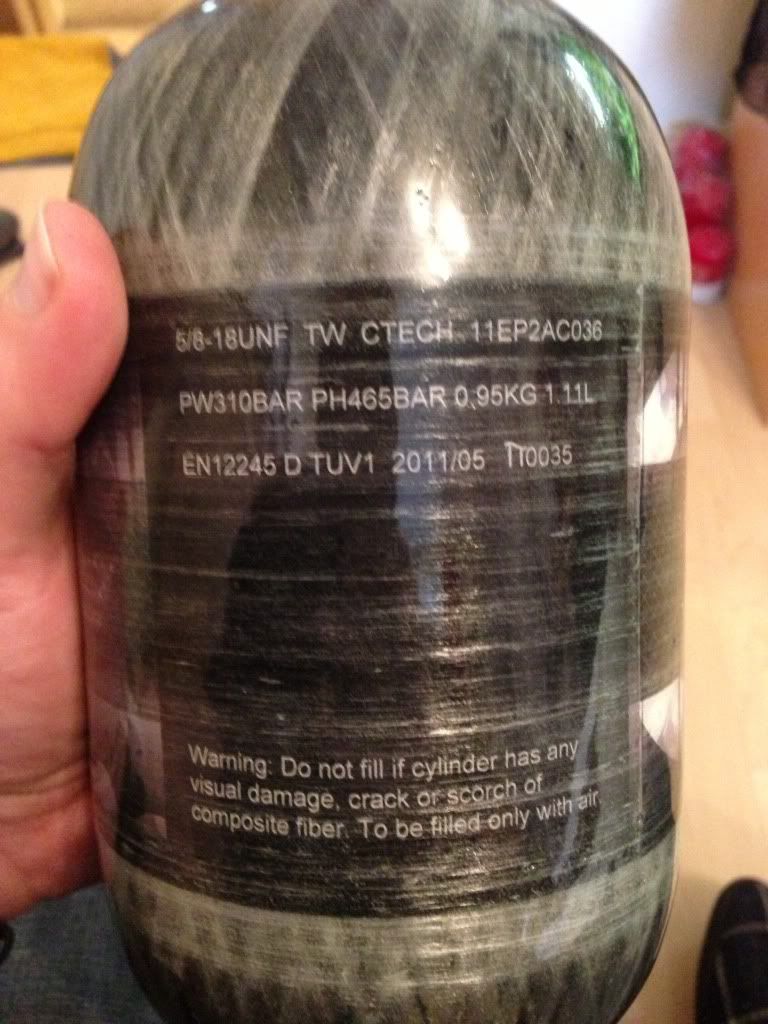 5/8-18UNF TW CTECH 11EP2AC036
PW310BAR PH465BAR 0.95KG 1.11L
EN12245 D TUV1 2011/05 TT0035
Warning: Do not fill if cylinder has any
visual damage, crack or scorch of
composite fiber. To be filled only with air